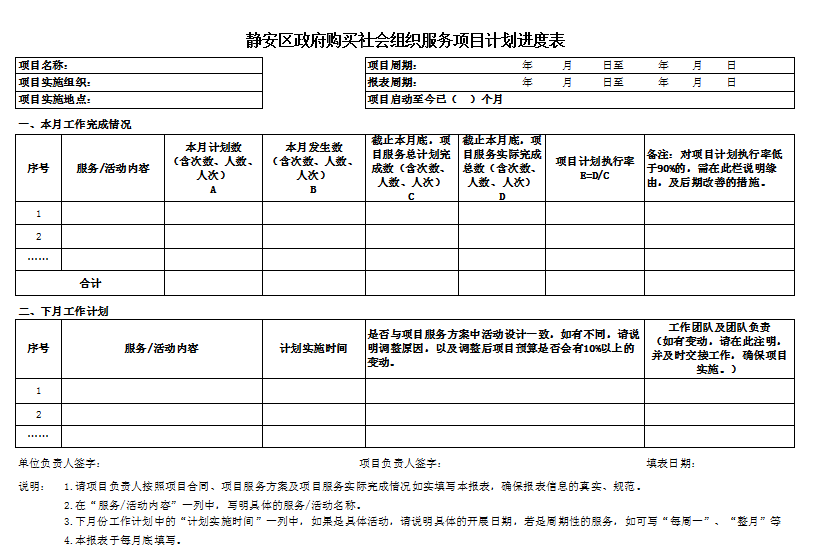 静安区政府购买社会组织服务项目计划进度表
项目名称： 项目周期： 年 月 日至 年 月 日
项目实施组织： 报表周期： 年 月 日至 年 月 日
项目实施地点： 项目启动至今已（ ）个月
一、本月工作完成情况
序号
服务/活动内容
本月计划数
（含次数、人数、
人次）
A
本月发生数
（含次数、人数、
人次）
B
截止本月底，项
目服务总计划完
成数（含次数、
人数、人次）
C
截止本月底，项
目服务实际完成
总数（含次数、
人数、人次）
D
项目计划执行率
E=D/C
备注：对项目计划执行率低
于90%的，需在此栏说明缘
由，及后期改善的措施。
1
2
……
合计
二、下月工作计划
序号
服务/活动内容
计划实施时间
是否与项目服务方案中活动设计一致，如有不同，请说
明调整原因，以及调整后项目预算是否会有10%以上的
变动。
工作团队及团队负责
（如有变动，请在此注明，
并及时交接工作，确保项目
实施。）
1
2
……
单位负责人签字： 项目负责人签字： 填表日期：
说明： 1.请项目负责人按照项目合同、项目服务方案及项目服务实际完成情况如实填写本报表，确保报表信息的真实、规范。
2.在“服务/活动内容”一列中，写明具体的服务/活动名称。
3.下月份工作计划中的“计划实施时间”一列中，如果是具体活动，请说明具体的开展日期，若是周期性的服务，如可写“每周一”、“整月”等
4.本报表于每月底填写。